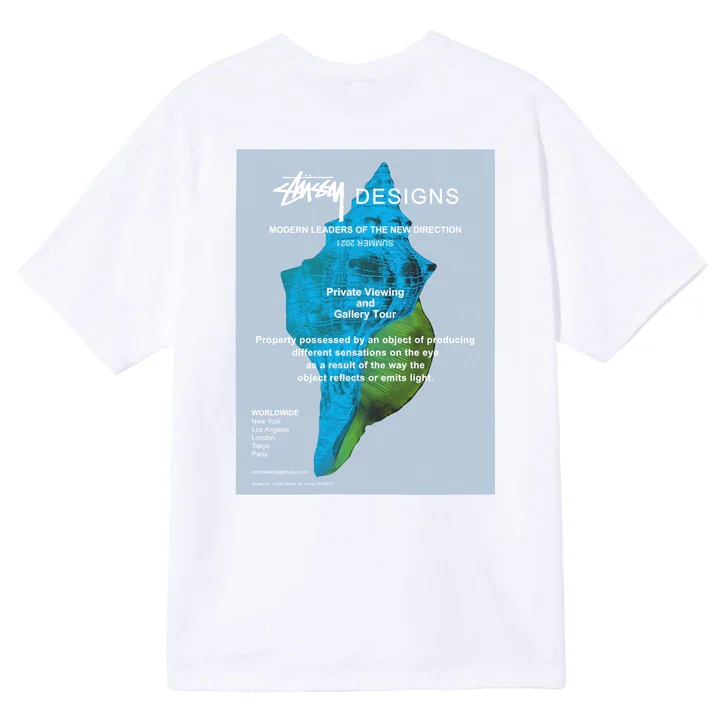 STÜSSY DESIGNS
MODERN LEADERS OF THE NEW DIRECTION
SUMMER 2021
Private Viewing
and
Gallery Tour
Property possessed by an object of producing
different sensations on the eye
as a result of the way the
object reflects or emits light.
WORLDWIDE
New York
Los Angeles
London
Tokyo
Paris